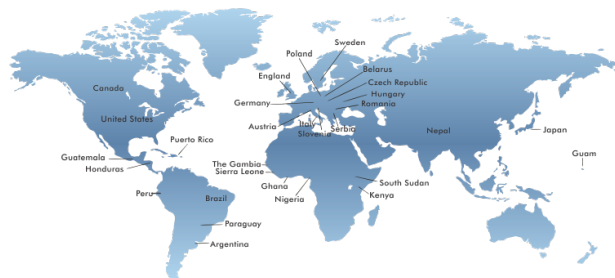 Sweden
Poland
Belarus
England
Czech Republic
Canada
Hungary
Germany
Romania
United States
Austria
Italy
Serbia
Nepal
Japan
Slovenia
Puerto Rico
Guatemala
The Gambia
Guam
Honduras
Sierra Leone
South Sudan
Ghana
Peru
Brazil
Nigeria
Kenya
Paraguay
Argentina